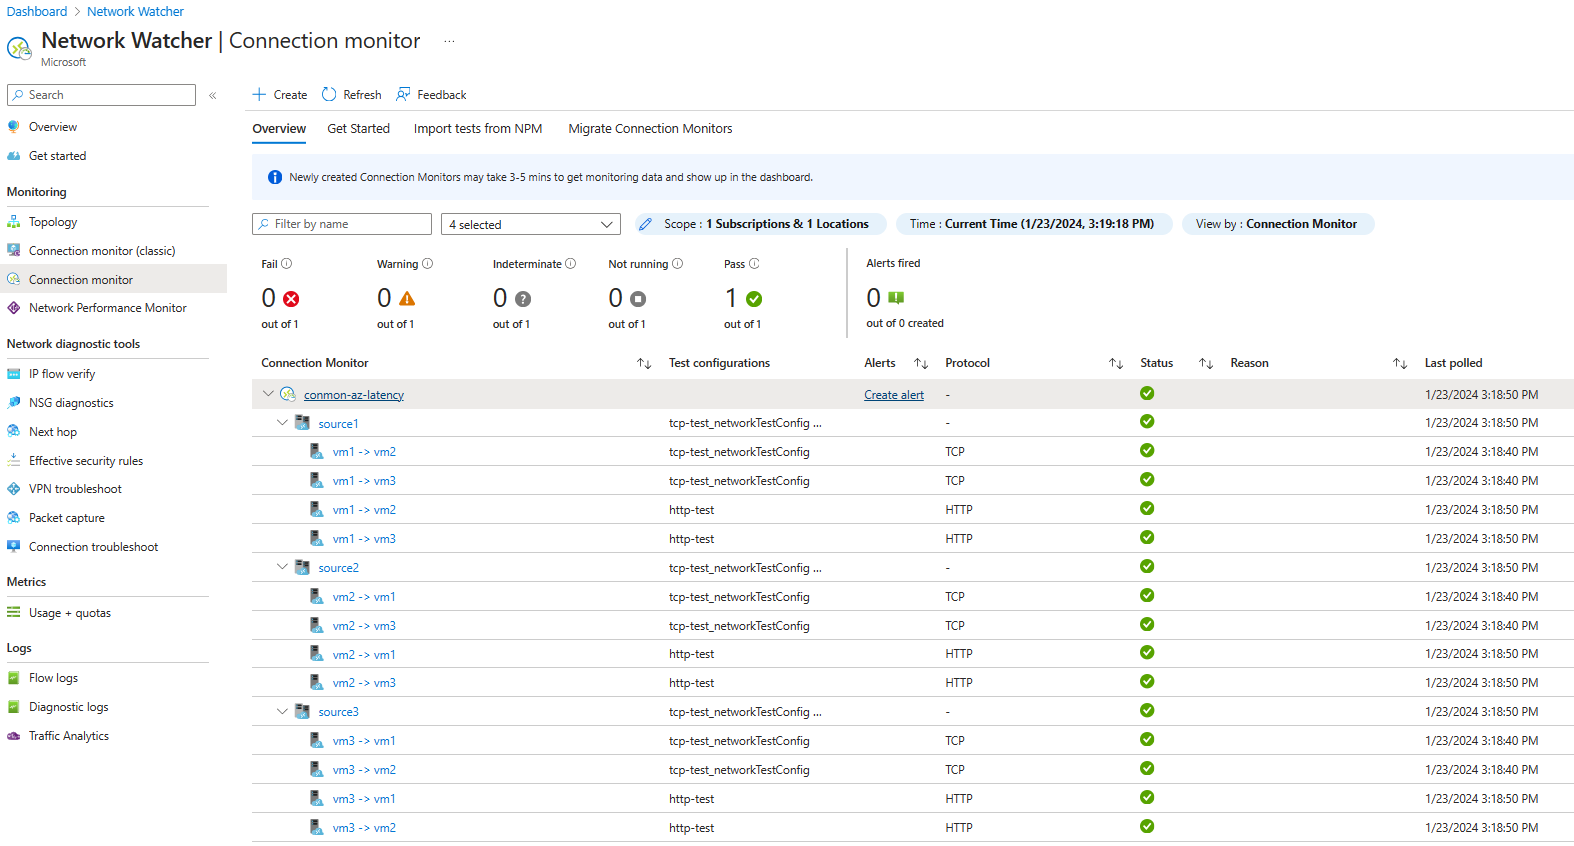 Dashboard > Network Watcher
Network Watcher | Connection monitor ...
Microsoft
Search «
Overview
Get started
Monitoring
Topology
Connection monitor (classic)
Connection monitor
Network Performance Monitor
Network diagnostic tools
IP flow verify
NSG diagnostics
Next hop
Effective security rules
VPN troubleshoot
Packet capture
Connection troubleshoot
Metrics
Usage + quotas
Logs
Flow logs
Diagnostic logs
Traffic Analytics
Create Refresh Feedback
Overview Get Started Import tests from NPM Migrate Connection Monitors
Newly created Connection Monitors may take 3-5 mins to get monitoring data and show up in the dashboard.
Filter by name 4 selected Scope : 1 Subscriptions & 1 Locations Time : Current Time (1/23/2024, 3:19:18 PM) View by : Connection Monitor
Fail Warning Indeterminate Not running Pass Alerts fired
0 0 0 0 1 0
out of 1 out of 1 out of 1 out of 1 out of 1 out of 0 created
Connection Monitor Test configurations Alerts Protocol Status Reason Last polled
conmon-az-latency Create alert - 1/23/2024 3:18:50 PM
source1 tcp-test_networkTestConfig ... - 1/23/2024 3:18:50 PM
vm1 -> vm2 tcp-test_networkTestConfig TCP 1/23/2024 3:18:40 PM
vm1 -> vm3 tcp-test_networkTestConfig TCP 1/23/2024 3:18:40 PM
vm1 -> vm2 http-test HTTP 1/23/2024 3:18:50 PM
vm1 -> vm3 http-test HTTP 1/23/2024 3:18:50 PM
source2 tcp-test_networkTestConfig ... - 1/23/2024 3:18:50 PM
vm2 -> vm1 tcp-test_networkTestConfig TCP 1/23/2024 3:18:40 PM
vm2 -> vm3 tcp-test_networkTestConfig TCP 1/23/2024 3:18:40 PM
vm2 -> vm1 http-test HTTP 1/23/2024 3:18:50 PM
vm2 -> vm3 http-test HTTP 1/23/2024 3:18:50 PM
source3 tcp-test_networkTestConfig ... - 1/23/2024 3:18:50 PM
vm3 -> vm1 tcp-test_networkTestConfig TCP 1/23/2024 3:18:40 PM
vm3 -> vm2 tcp-test_networkTestConfig TCP 1/23/2024 3:18:40 PM
vm3 -> vm1 http-test HTTP 1/23/2024 3:18:50 PM
vm3 -> vm2 http-test HTTP 1/23/2024 3:18:50 PM